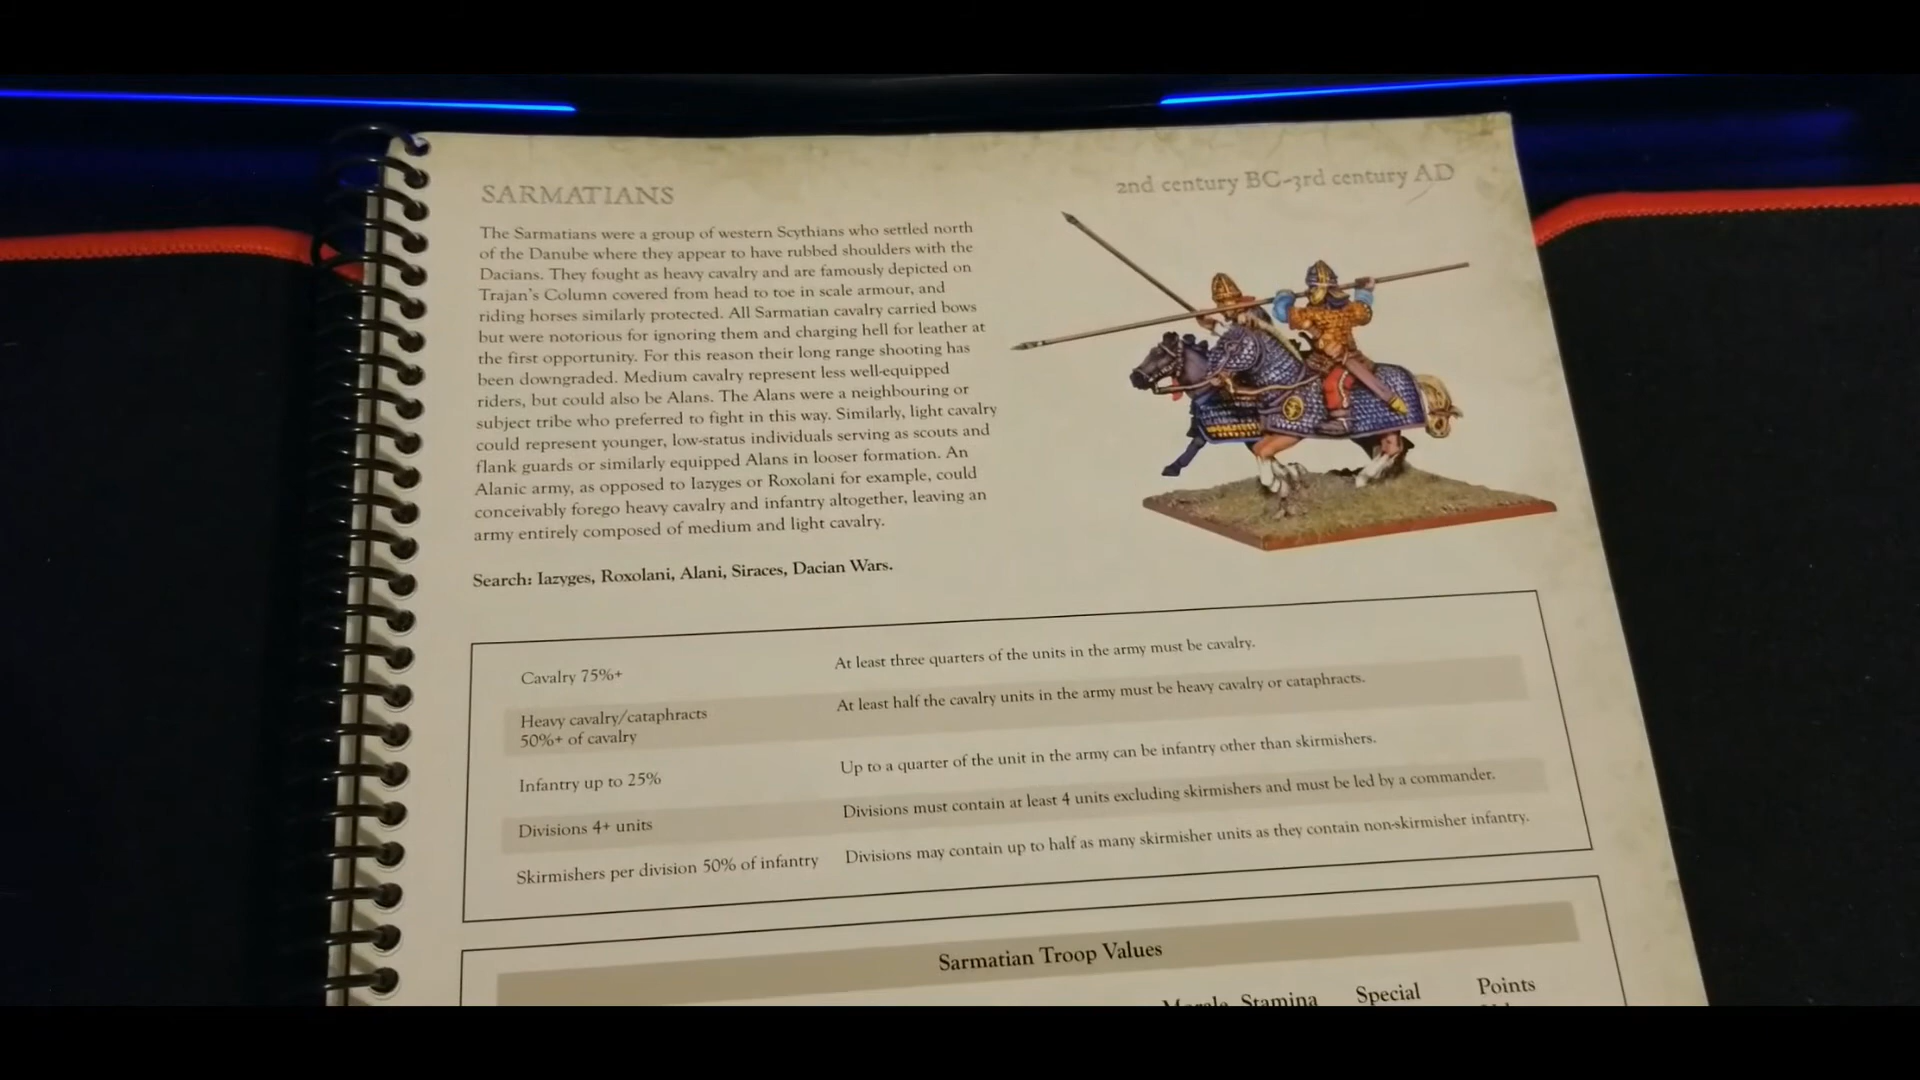 SARMATIANS
2nd century BC-3rd century AD
The Sarmatians were a group of western Scythians who settled north
of the Danube where they appear to have rubbed shoulders with the
Dacians. They fought as heavy cavalry and are famously depicted on
Trajan's Column covered from head to toe in scale armour, and
riding horses similarly protected. All Sarmatian cavalry carried bows
but were notorious for ignoring them and charging hell for leather at
the first opportunity. For this reason their long range shooting has
been downgraded. Medium cavalry represent less well-equipped
riders, but could also be Alans. The Alans were a neighbouring or
subject tribe who preferred to fight in this way. Similarly, light cavalry
could represent younger, low-status individuals serving as scouts and
flank guards or similarly equipped Alans in looser formation. An
Alanic army, as opposed to Iazyges or Roxolani for example, could
conceivably forego heavy cavalry and infantry altogether, leaving an
army entirely composed of medium and light cavalry.
Search: Iazyges, Roxolani, Alani, Siraces, Dacian Wars.
Cavalry 75%+ At least three quarters of the units in the army must be cavalry.
Heavy cavalry/cataphracts At least half the cavalry units in the army must be heavy cavalry or cataphracts.
50%+ of cavalry
Infantry up to 25% Up to a quarter of the unit in the army can be infantry other than skirmishers.
Divisions 4+ units Divisions must contain at least 4 units excluding skirmishers and must be led by a commander.
Skirmishers per division 50% of infantry Divisions may contain up to half as many skirmisher units as they contain non-skirmisher infantry.
Sarmatian Troop Values
Morale Stamina Special Points